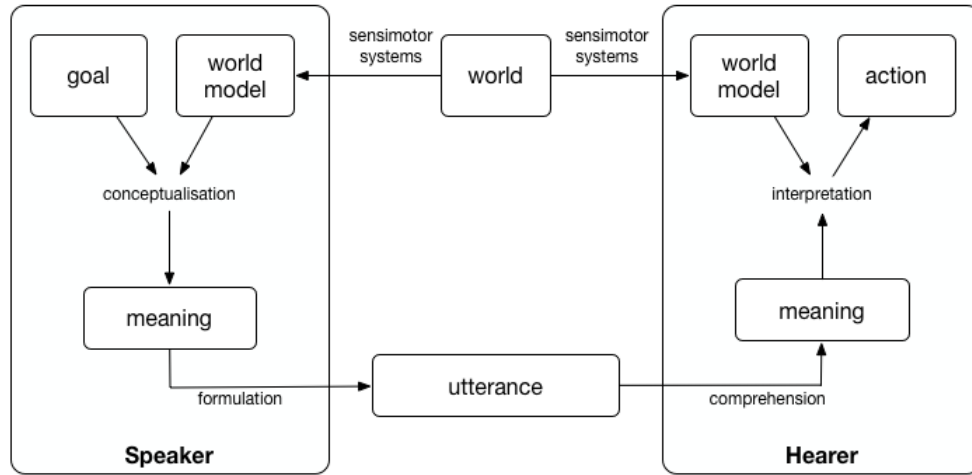 sensimotor
systems
sensimotor
systems
goal
world
model
world
world
model
action
conceptualisation
interpretation
meaning
meaning
utterance
formulation
comprehension
Speaker
Hearer